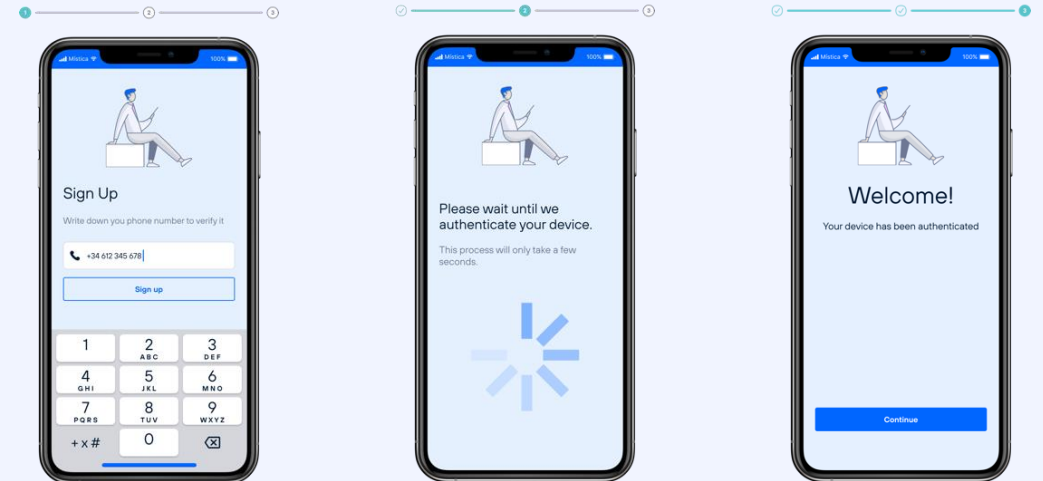 1 2 3
Mistica 100%
Sign Up
Write down you phone number to verify it
+34 612 345 678
Sign up
1 2 3
ABC DEF
4 5 6
GHI JKL MNO
7 8 9
PQRS TUV WXYZ
+ x # 0
2 3
Mistica 100%
Please wait until we
authenticate your device.
This process will only take a few
seconds.
3
Mistica 100%
Welcome!
Your device has been authenticated
Continue